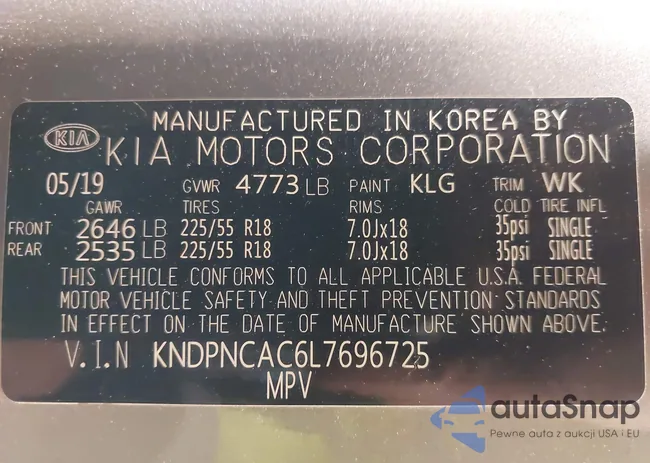 MANUFACTURED IN KOREA BY
KIA KIA MOTORS CORPORATION
05/19 GVWR 4773 LB PAINT KLG TRIM WK
GAWR TIRES RIMS COLD TIRE INFL
FRONT 2646 LB 225/55 R18 7.0Jx18 35psi SINGLE
REAR 2535 LB 225/55 R18 7.0Jx18 35psi SINGLE
THIS VEHICLE CONFORMS TO ALL APPLICABLE U.S.A. FEDERAL
MOTOR VEHICLE SAFETY AND THEFT PREVENTION STANDARDS
IN EFFECT ON THE DATE OF MANUFACTURE SHOWN ABOVE.
V.I.N KNDPNCAC6L7696725
MPV
autaSnap
Pewne auta z aukcji USA i EU